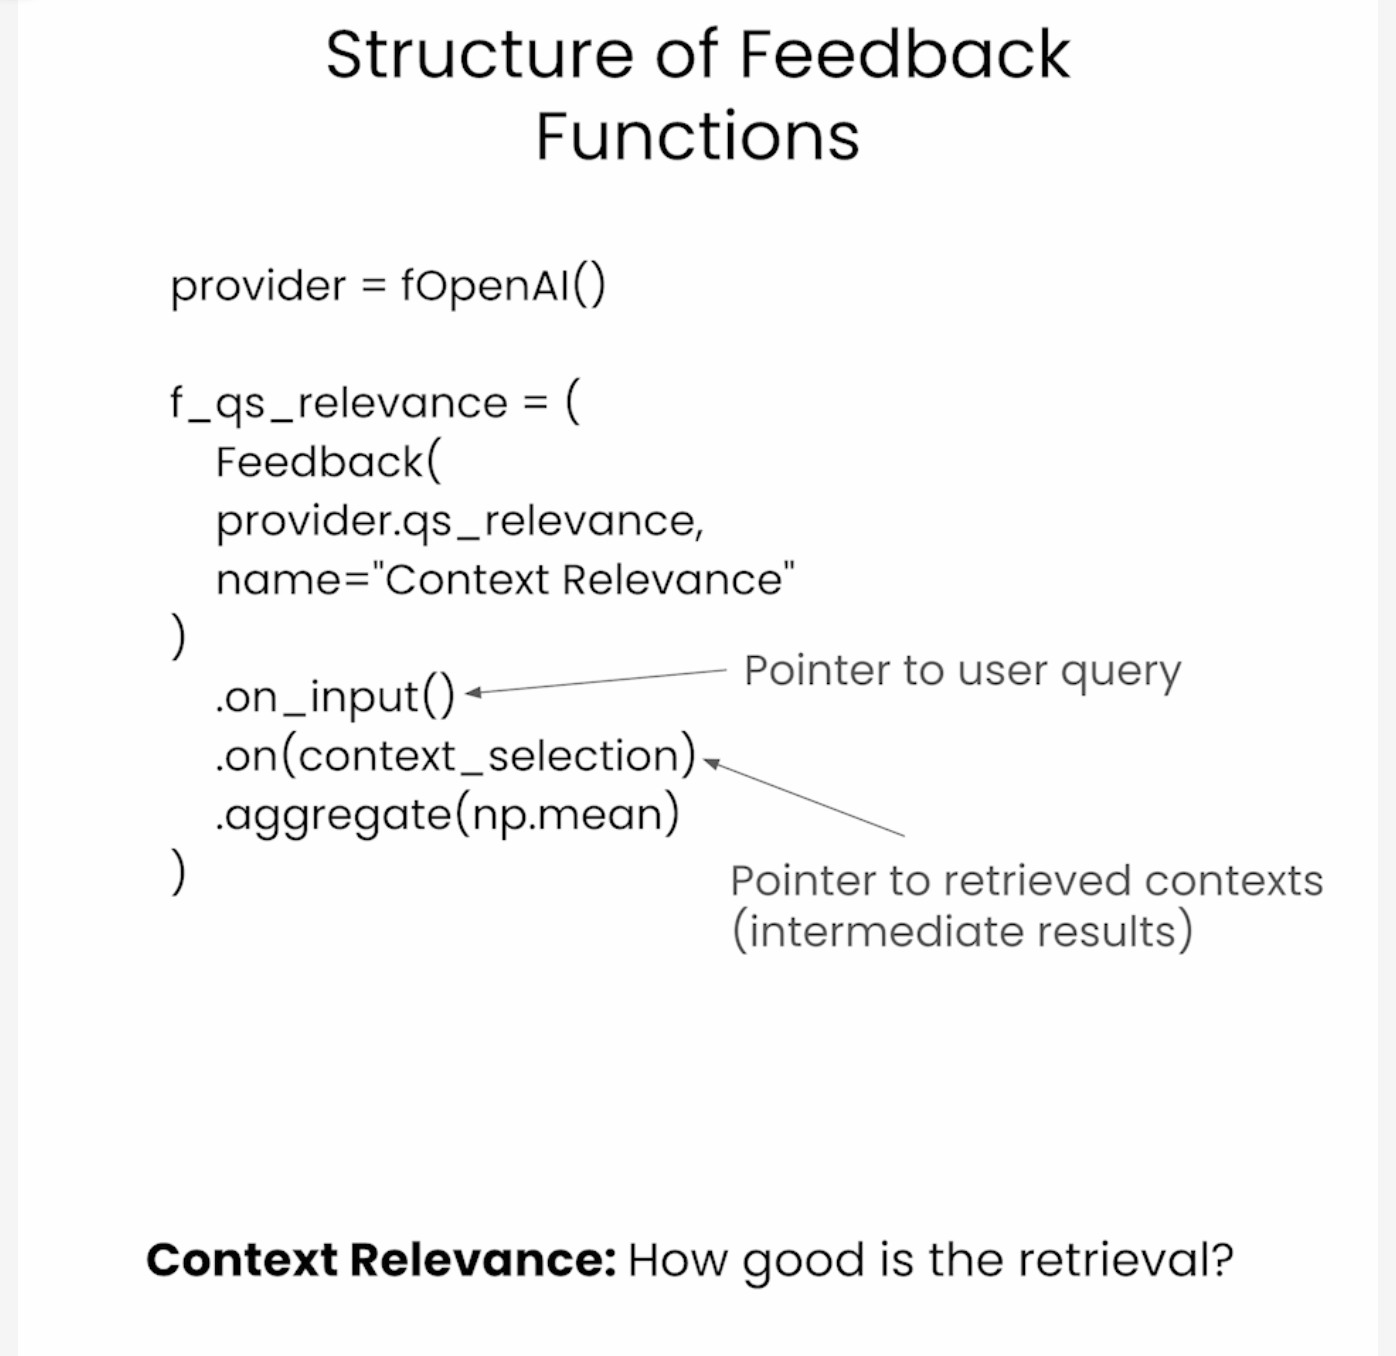 Structure of Feedback
Functions
provider = fOpenAI()
f_qs_relevance = (
Feedback(
provider.qs_relevance,
name="Context Relevance"
)
.on_input()
Pointer to user query
.on(context_selection)
.aggregate(np.mean)
)
Pointer to retrieved contexts
(intermediate results)
Context Relevance: How good is the retrieval?